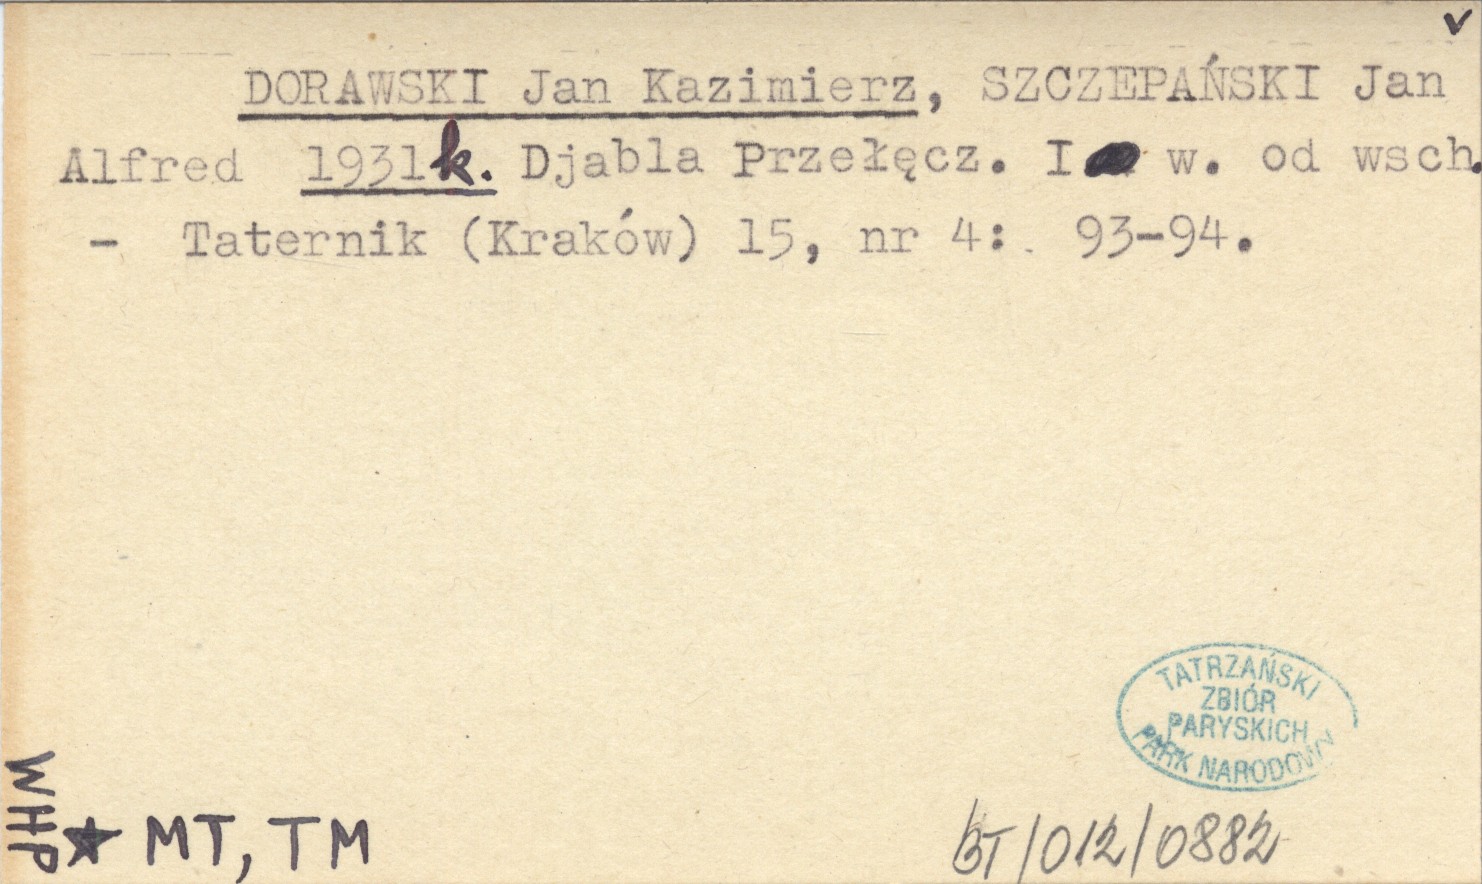 v
DORAWSKI Jan Kazimierz, SZCZEPAŃSKI Jan
Alfred 1931k. Djabla Przełęcz. I w. od wsch.
- Taternik (Kraków) 15, nr 4: 93-94.
TATRZAŃSKI
ZBIÓR
PARYSKICH
PARK NARODOWY
WHP
★ MT, TM
BT/012/0882